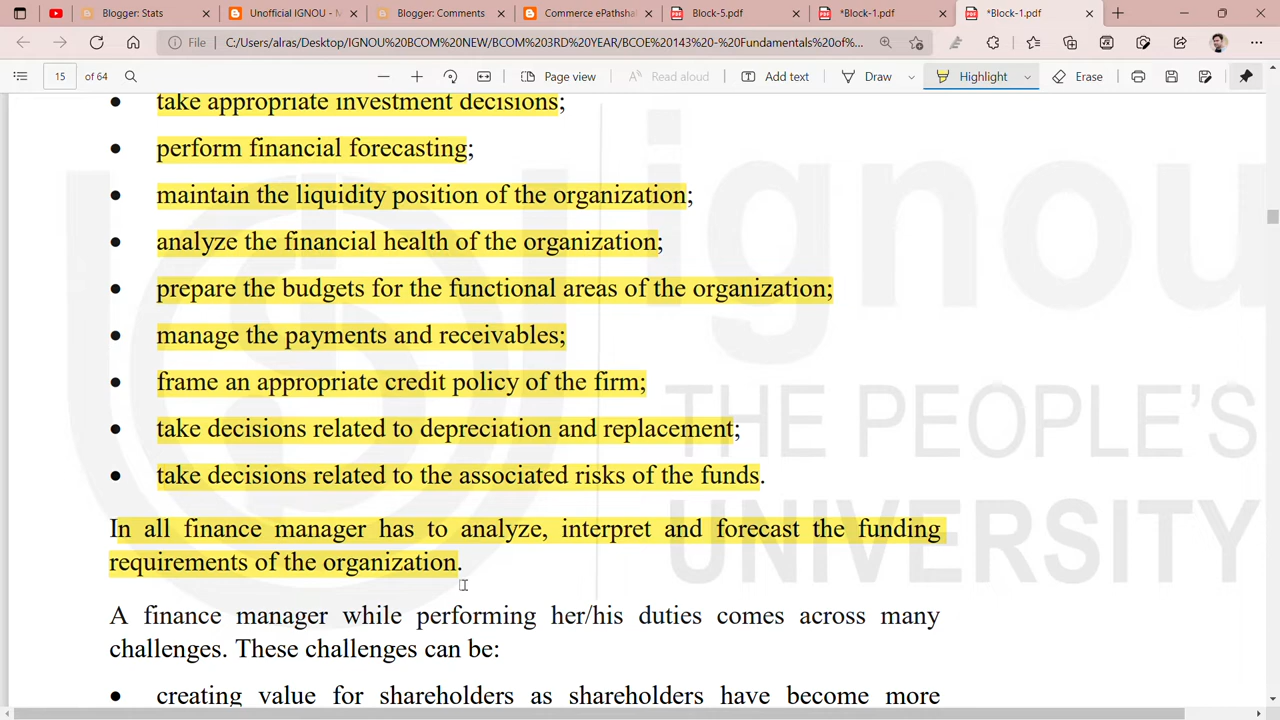 Blogger: Stats
Unofficial IGNOU - M
Blogger: Comments
Commerce ePathshal
Block-5.pdf
*Block-1.pdf
*Block-1.pdf
File C:/Users/alras/Desktop/IGNOU%20BCOM%20NEW/BCOM%203RD%20YEAR/BCOE%20143%20-%20Fundamentals%20of%...
15 of 64
Page view
Read aloud
Add text
Draw
Highlight
Erase
• take appropriate investment decisions;
• perform financial forecasting;
• maintain the liquidity position of the organization;
• analyze the financial health of the organization;
• prepare the budgets for the functional areas of the organization;
• manage the payments and receivables;
• frame an appropriate credit policy of the firm;
• take decisions related to depreciation and replacement;
• take decisions related to the associated risks of the funds.
In all finance manager has to analyze, interpret and forecast the funding
requirements of the organization.
A finance manager while performing her/his duties comes across many
challenges. These challenges can be:
• creating value for shareholders as shareholders have become more
ignou
THE PEOPLE'S
UNIVERSITY